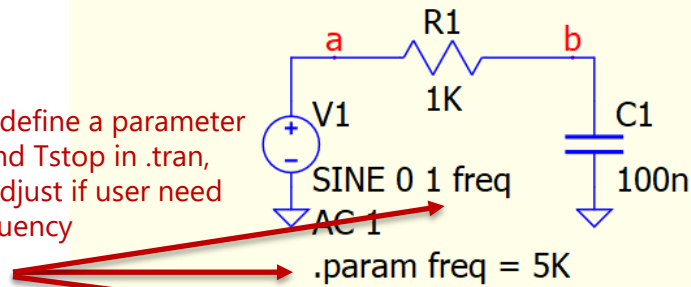 R1
a
b
1K
define a parameter
nd Tstop in .tran,
adjust if user need
uency
V1
C1
100n
SINE 0 1 freq
AC 1
.param freq = 5K